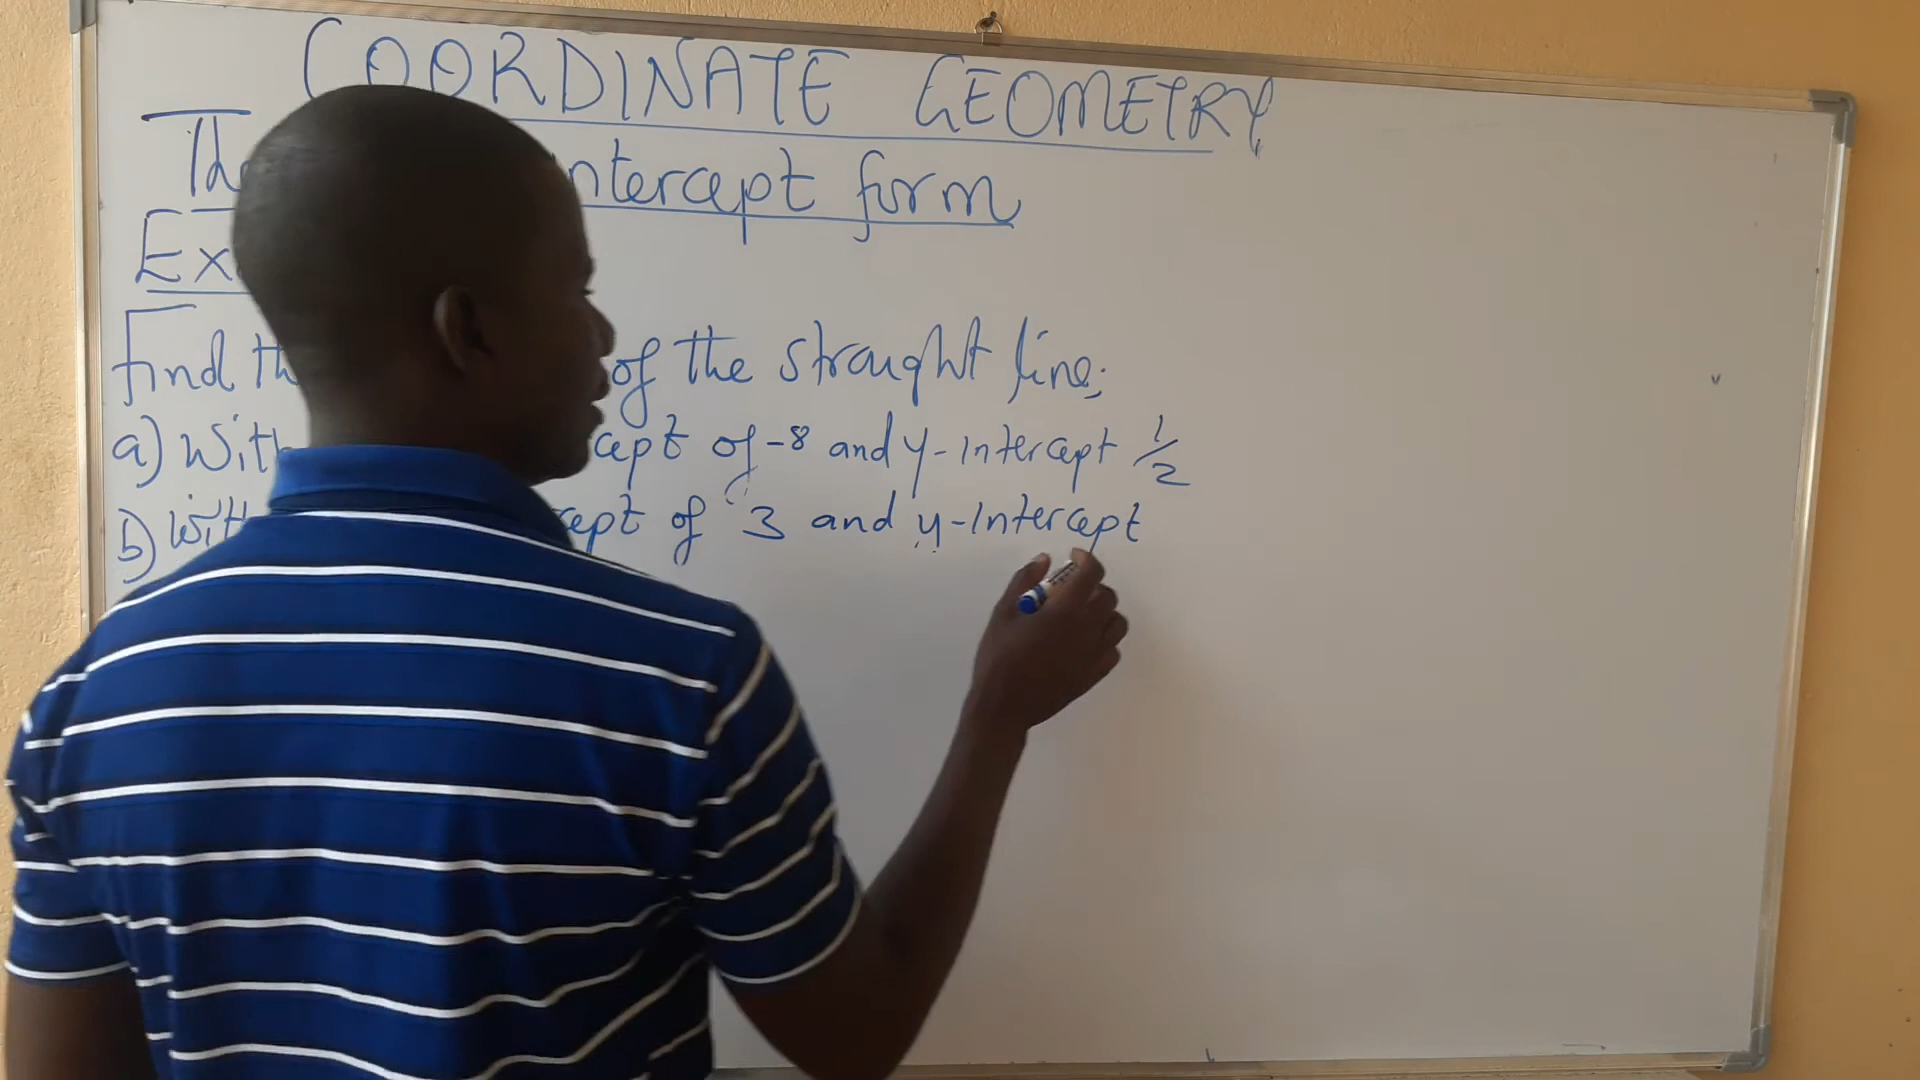 COORDINATE GEOMETRY
ntercept form
Ex
Find th of the straight line;
a) With cept of -8 and y-intercept 1/2
b) With cept of 3 and y-intercept